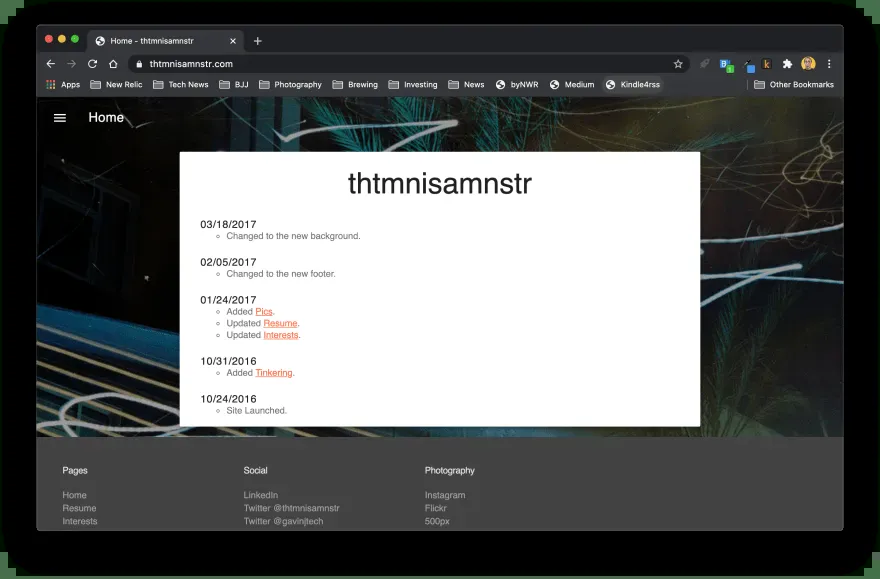 Home - thtmnisamnstr
thtmnisamnstr.com
Apps New Relic Tech News BJJ Photography Brewing Investing News byNWR Medium Kindle4rss Other Bookmarks
Home
thtmnisamnstr
03/18/2017
Changed to the new background.
02/05/2017
Changed to the new footer.
01/24/2017
Added Pics.
Updated Resume.
Updated Interests.
10/31/2016
Added Tinkering.
10/24/2016
Site Launched.
Pages Social Photography
Home LinkedIn Instagram
Resume Twitter @thtmnisamnstr Flickr
Interests Twitter @gavinjtech 500px